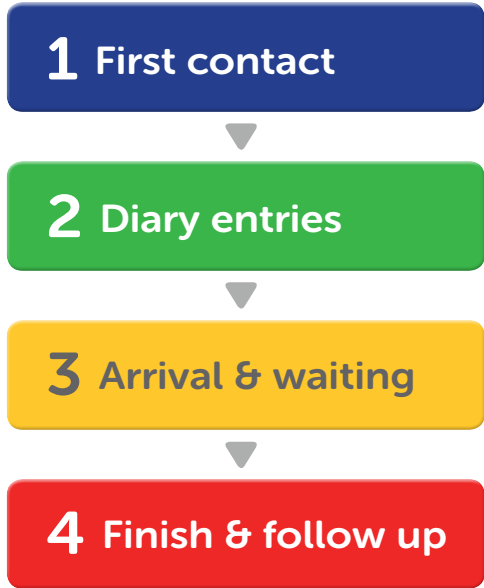 1 First contact
2 Diary entries
3 Arrival & waiting
4 Finish & follow up